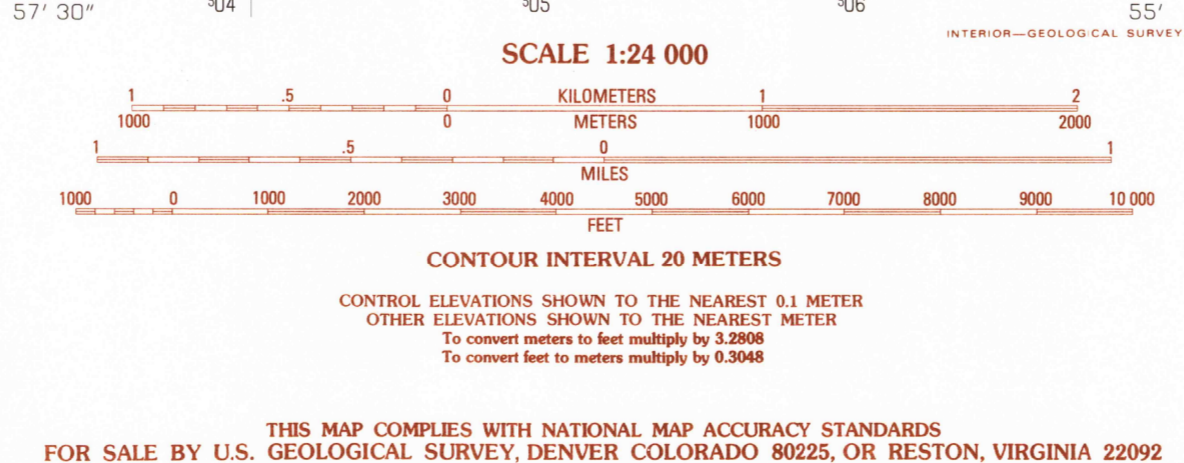 57' 30" ³04 ⁵05 ⁵06 55'
INTERIOR—GEOLOGICAL SURVEY
SCALE 1:24 000
1 .5 0 KILOMETERS 1 2
1000 0 METERS 1000 2000
1 .5 0 1
MILES
1000 0 1000 2000 3000 4000 5000 6000 7000 8000 9000 10 000
FEET
CONTOUR INTERVAL 20 METERS
CONTROL ELEVATIONS SHOWN TO THE NEAREST 0.1 METER
OTHER ELEVATIONS SHOWN TO THE NEAREST METER
To convert meters to feet multiply by 3.2808
To convert feet to meters multiply by 0.3048
THIS MAP COMPLIES WITH NATIONAL MAP ACCURACY STANDARDS
FOR SALE BY U.S. GEOLOGICAL SURVEY, DENVER COLORADO 80225, OR RESTON, VIRGINIA 22092